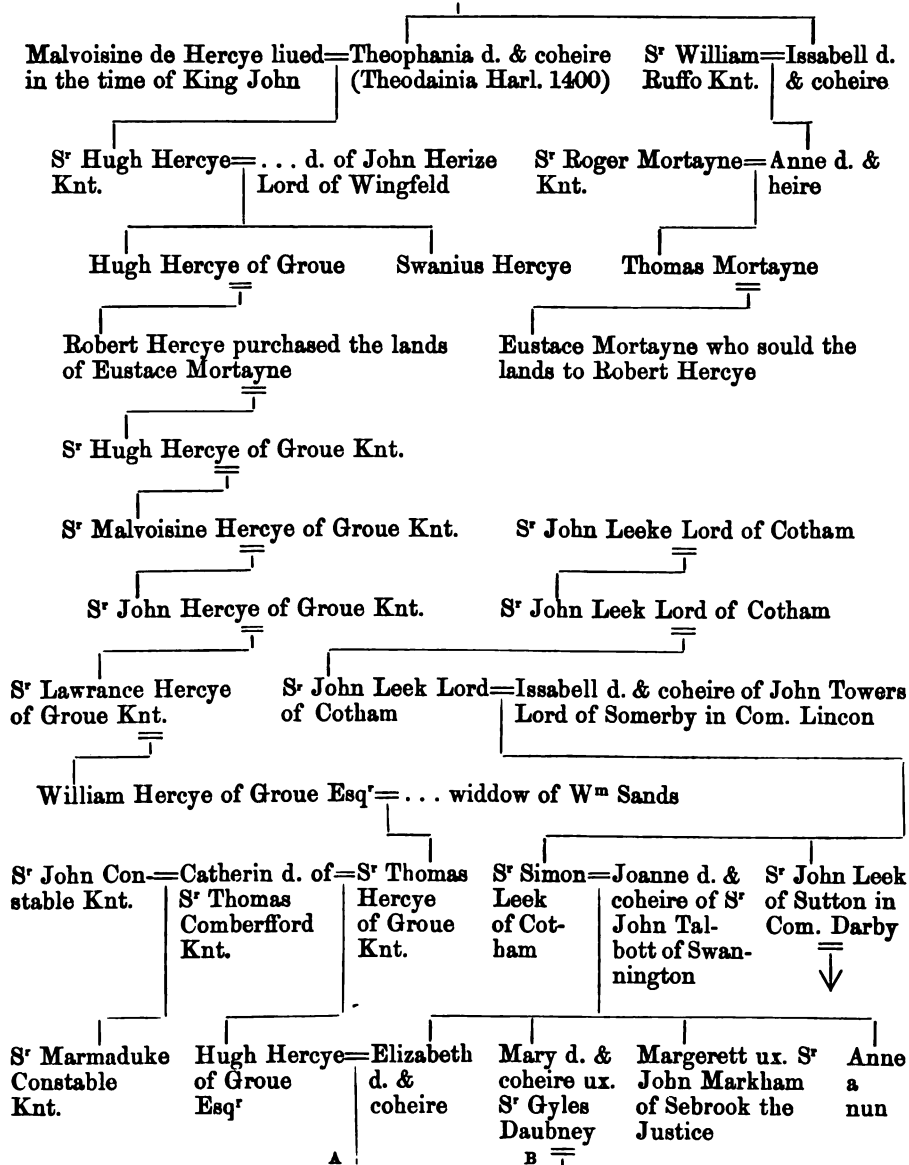 Malvoisine de Hercye liued=Theophania d. & coheire
in the time of King John (Theodainia Harl. 1400)
Sʳ William=Issabell d.
Ruffo Knt. & coheire
Sʳ Hugh Hercye=. . . d. of John Herize
Knt. Lord of Wingfeld
Sʳ Roger Mortayne=Anne d. &
Knt. heire
Hugh Hercye of Groue
Swanius Hercye
Thomas Mortayne
Robert Hercye purchased the lands
of Eustace Mortayne
Eustace Mortayne who sould the
lands to Robert Hercye
Sʳ Hugh Hercye of Groue Knt.
Sʳ Malvoisine Hercye of Groue Knt.
Sʳ John Leeke Lord of Cotham
Sʳ John Hercye of Groue Knt.
Sʳ John Leek Lord of Cotham
Sʳ Lawrance Hercye
of Groue Knt.
Sʳ John Leek Lord=Issabell d. & coheire of John Towers
of Cotham Lord of Somerby in Com. Lincon
William Hercye of Groue Esqʳ=. . . widdow of Wᵐ Sands
Sʳ John Con-=Catherin d. of=Sʳ Thomas
stable Knt. Sʳ Thomas Hercye
Comberfford of Groue
Knt. Knt.
Sʳ Simon=Joanne d. &
Leek coheire of Sʳ
of Cot- John Tal-
ham bott of Swan-
nington
Sʳ John Leek
of Sutton in
Com. Darby
Sʳ Marmaduke
Constable
Knt.
Hugh Hercye=Elizabeth
of Groue d. &
Esqʳ coheire
A
Mary d. &
coheire ux.
Sʳ Gyles
Daubney
B
Margerett ux. Sʳ
John Markham
of Sebrook the
Justice
Anne
a
nun